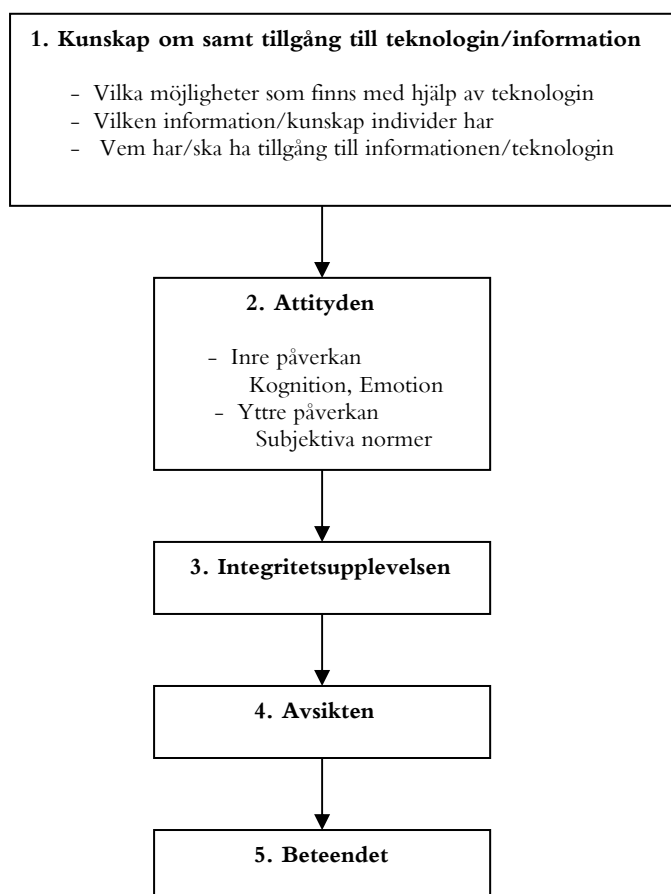 1. Kunskap om samt tillgång till teknologin/information
- Vilka möjligheter som finns med hjälp av teknologin
- Vilken information/kunskap individer har
- Vem har/ska ha tillgång till informationen/teknologin
2. Attityden
- Inre påverkan
Kognition, Emotion
- Yttre påverkan
Subjektiva normer
3. Integritetsupplevelsen
4. Avsikten
5. Beteendet